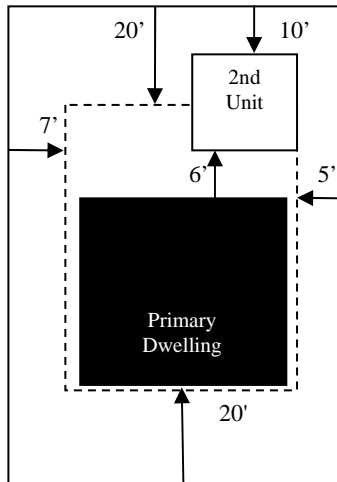 20’
10’
2nd
Unit
7’
6’
5’
Primary
Dwelling
20'